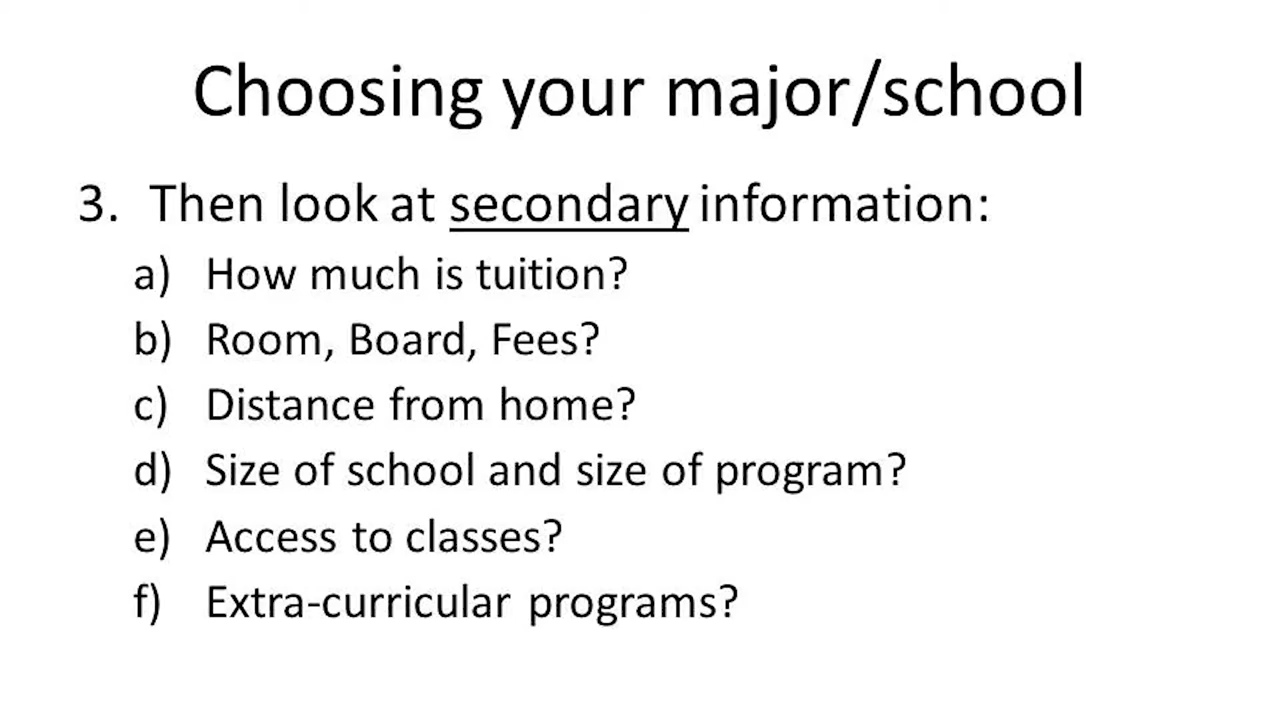 Choosing your major/school
3. Then look at secondary information:
a) How much is tuition?
b) Room, Board, Fees?
c) Distance from home?
d) Size of school and size of program?
e) Access to classes?
f) Extra-curricular programs?